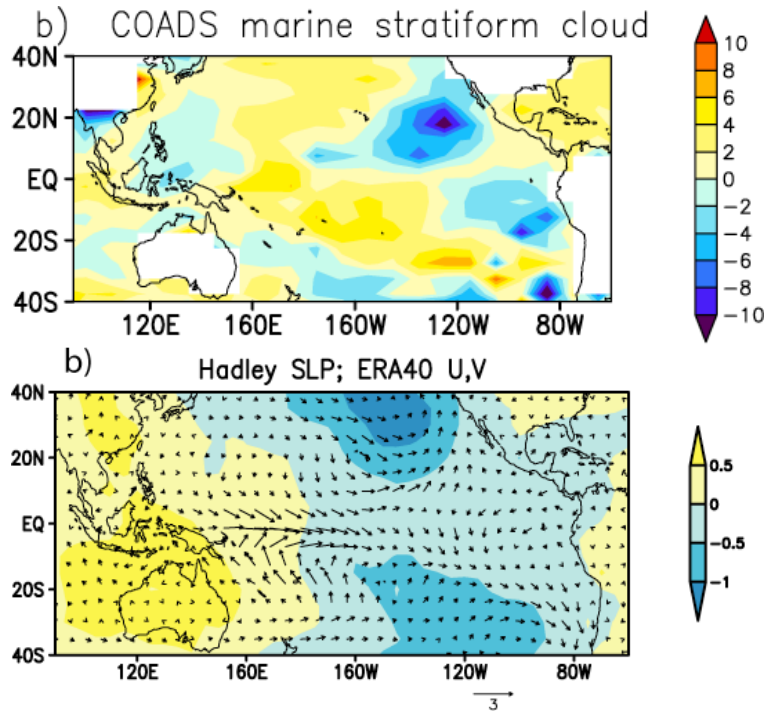 b) COADS marine stratiform cloud
40N
20N
EQ
20S
40S
120E 160E 160W 120W 80W
10
8
6
4
2
0
−2
−4
−6
−8
−10
b) Hadley SLP; ERA40 U,V
40N
20N
EQ
20S
40S
120E 160E 160W 120W 80W
0.5
0
−0.5
−1
3